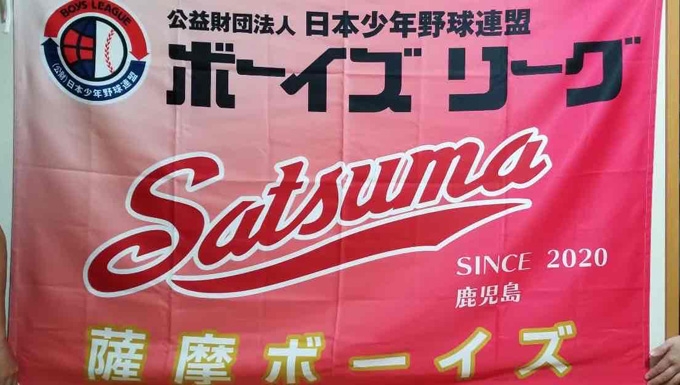 BOYS LEAGUE
(公財)日本少年野球連盟
公益財団法人 日本少年野球連盟
ボーイズ リーグ
Satsuma
SINCE 2020
鹿児島
薩摩ボーイズ